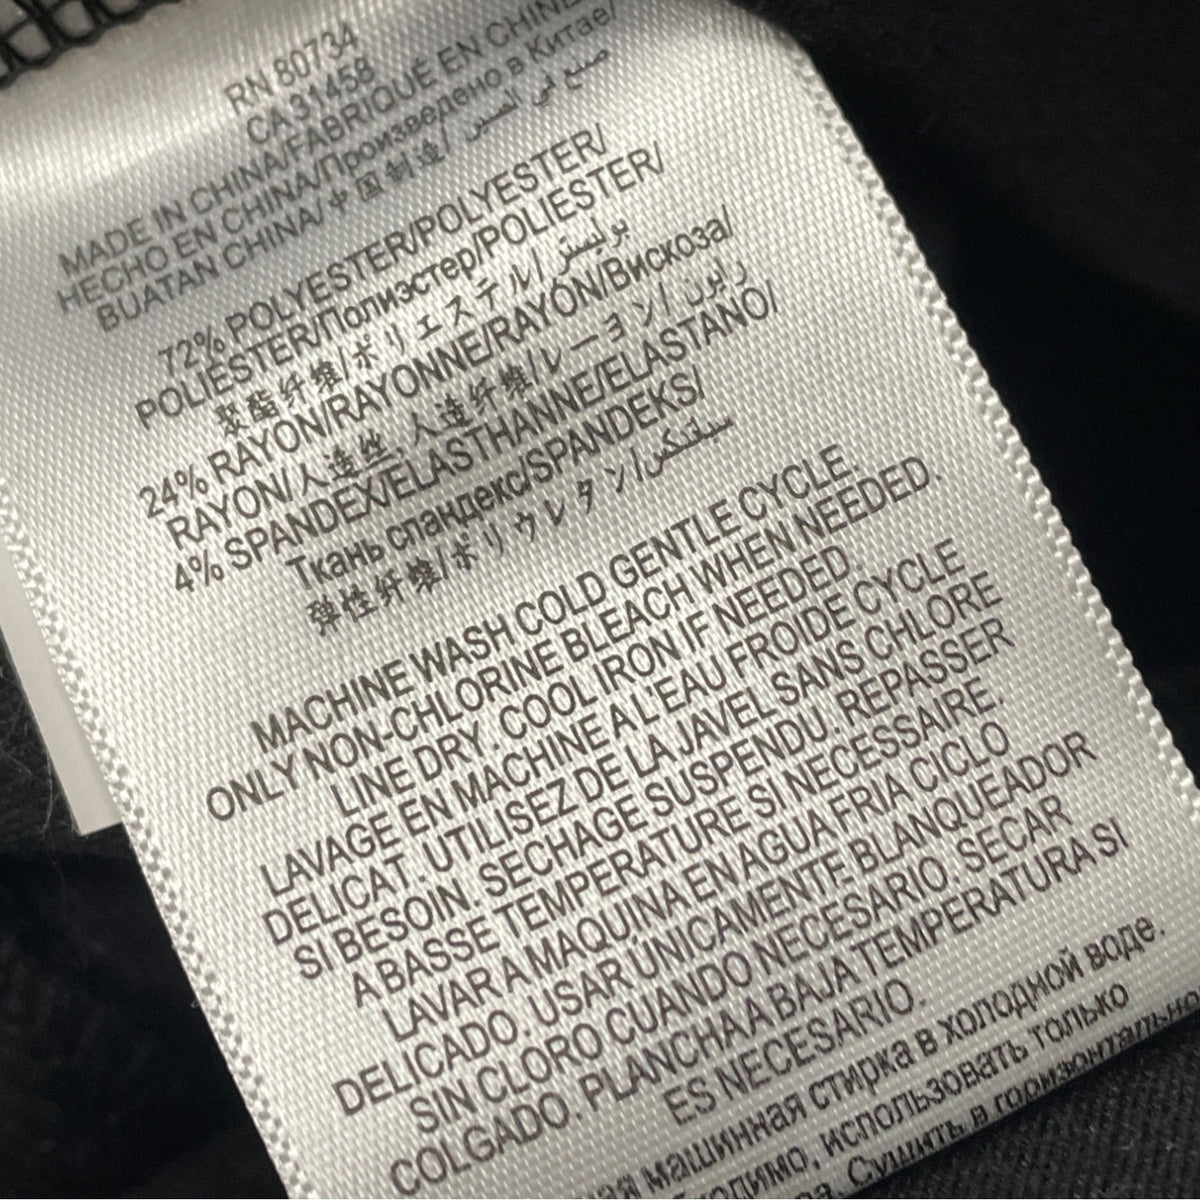 RN 80734
CA 31458
MADE IN CHINA/FABRIQUÉ EN CHINE/
HECHO EN CHINA/Произведено в Китае/
BUATAN CHINA/中国制造/ صنع في الصين
72% POLYESTER/POLYESTER/
POLIESTER/Полиэстер/POLIESTER/
聚酯纤维/ポリエステル/ بوليستر
24% RAYON/RAYONNE/RAYÓN/Вискоза/
RAYON/人造丝, 人造纤维/レーヨン/ رايون
4% SPANDEX/ELASTHANNE/ELASTANO/
Ткань спандекс/SPANDEKS/
弹性纤维/ポリウレタン/سباندكس
MACHINE WASH COLD GENTLE CYCLE.
ONLY NON-CHLORINE BLEACH WHEN NEEDED.
LINE DRY. COOL IRON IF NEEDED.
LAVAGE EN MACHINE A L'EAU FROIDE CYCLE
DELICAT. UTILISEZ DE LA JAVEL SANS CHLORE
SI BESOIN. SECHAGE SUSPENDU. REPASSER
A BASSE TEMPERATURE SI NECESSAIRE.
LAVAR A MAQUINA EN AGUA FRIA CICLO
DELICADO. USAR ÚNICAMENTE BLANQUEADOR
SIN CLORO CUANDO NECESARIO. SECAR
COLGADO. PLANCHA A BAJA TEMPERATURA SI
ES NECESARIO.
машинная стирка в холодной воде.
использовать только
Сушить в горизонтально